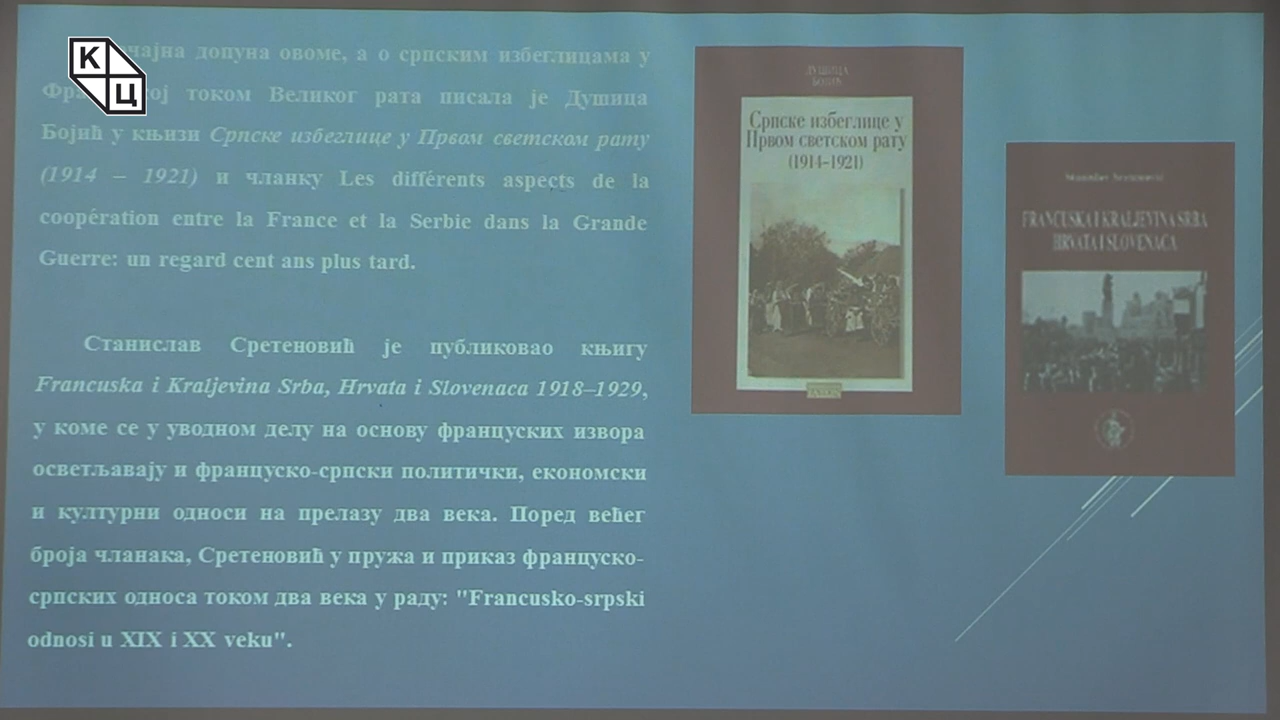 К
Ц
допуна овоме, а о српским избеглицама у
током Великог рата писала је Душица
Бојић у књизи Српске избеглице у Првом светском рату
(1914 – 1921) и чланку Les différents aspects de la
coopération entre la France et la Serbie dans la Grande
Guerre: un regard cent ans plus tard.
Станислав Сретеновић је публиковао књигу
Francuska i Kraljevina Srba, Hrvata i Slovenaca 1918–1929,
у коме се у уводном делу на основу француских извора
осветљавају и француско-српски политички, економски
и културни односи на прелазу два века. Поред већег
броја чланака, Сретеновић у пружа и приказ француско-
српских односа током два века у раду: "Francusko-srpski
odnosi u XIX i XX veku".
ДУШИЦА
БОЈИЋ
Српске избеглице у
Првом светском рату
(1914–1921)
FRANCUSKA I KRALJEVINA SRBA
HRVATA I SLOVENACA